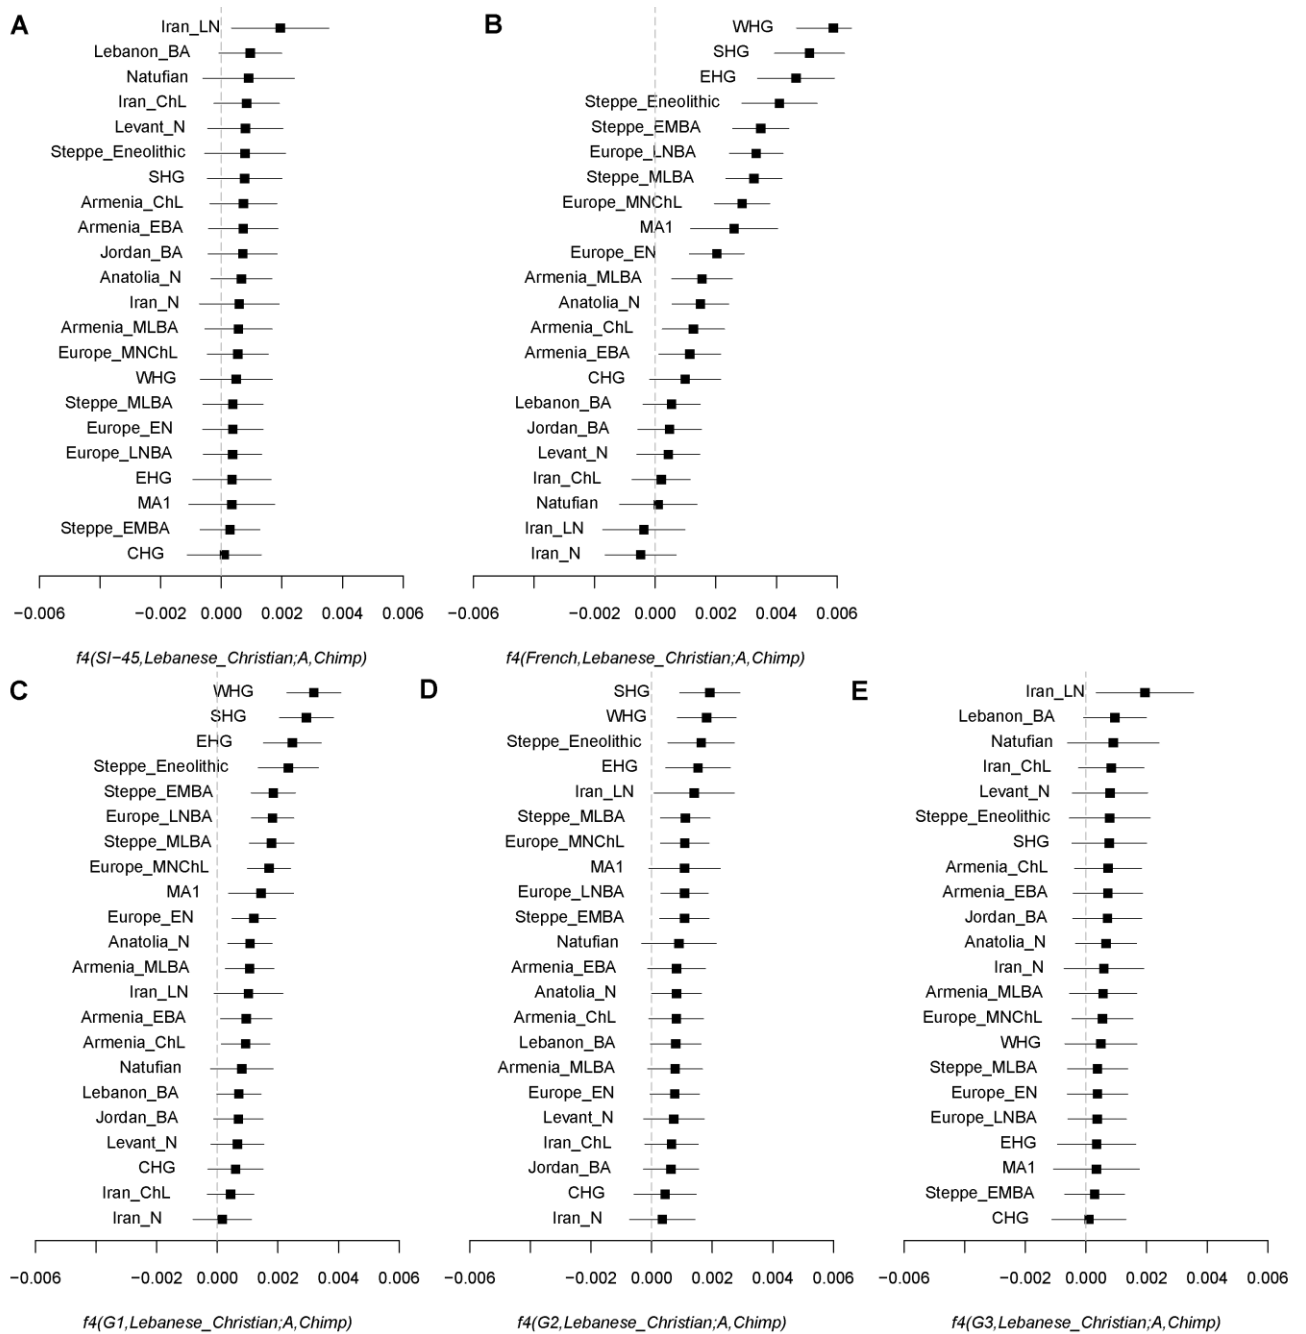 A
Iran_LN
Lebanon_BA
Natufian
Iran_ChL
Levant_N
Steppe_Eneolithic
SHG
Armenia_ChL
Armenia_EBA
Jordan_BA
Anatolia_N
Iran_N
Armenia_MLBA
Europe_MNChL
WHG
Steppe_MLBA
Europe_EN
Europe_LNBA
EHG
MA1
Steppe_EMBA
CHG
−0.006 −0.002 0.000 0.002 0.004 0.006
f4(SI−45,Lebanese_Christian;A,Chimp)
B
WHG
SHG
EHG
Steppe_Eneolithic
Steppe_EMBA
Europe_LNBA
Steppe_MLBA
Europe_MNChL
MA1
Europe_EN
Armenia_MLBA
Anatolia_N
Armenia_ChL
Armenia_EBA
CHG
Lebanon_BA
Jordan_BA
Levant_N
Iran_ChL
Natufian
Iran_LN
Iran_N
−0.006 −0.002 0.000 0.002 0.004 0.006
f4(French,Lebanese_Christian;A,Chimp)
C
WHG
SHG
EHG
Steppe_Eneolithic
Steppe_EMBA
Europe_LNBA
Steppe_MLBA
Europe_MNChL
MA1
Europe_EN
Anatolia_N
Armenia_MLBA
Iran_LN
Armenia_EBA
Armenia_ChL
Natufian
Lebanon_BA
Jordan_BA
Levant_N
CHG
Iran_ChL
Iran_N
−0.006 −0.002 0.000 0.002 0.004 0.006
f4(G1,Lebanese_Christian;A,Chimp)
D
SHG
WHG
Steppe_Eneolithic
EHG
Iran_LN
Steppe_MLBA
Europe_MNChL
MA1
Europe_LNBA
Steppe_EMBA
Natufian
Armenia_EBA
Anatolia_N
Armenia_ChL
Lebanon_BA
Armenia_MLBA
Europe_EN
Levant_N
Iran_ChL
Jordan_BA
CHG
Iran_N
−0.006 −0.002 0.000 0.002 0.004 0.006
f4(G2,Lebanese_Christian;A,Chimp)
E
Iran_LN
Lebanon_BA
Natufian
Iran_ChL
Levant_N
Steppe_Eneolithic
SHG
Armenia_ChL
Armenia_EBA
Jordan_BA
Anatolia_N
Iran_N
Armenia_MLBA
Europe_MNChL
WHG
Steppe_MLBA
Europe_EN
Europe_LNBA
EHG
MA1
Steppe_EMBA
CHG
−0.006 −0.002 0.000 0.002 0.004 0.006
f4(G3,Lebanese_Christian;A,Chimp)